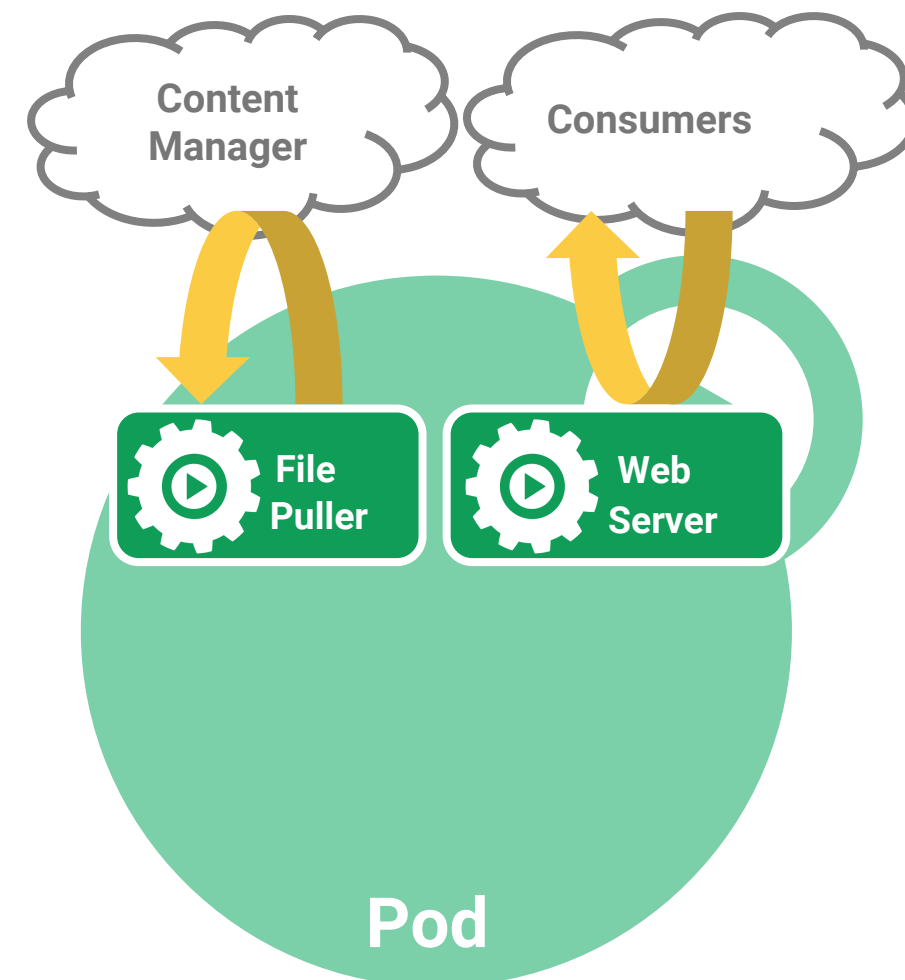 Content
Manager
Consumers
File
Puller
Web
Server
Pod